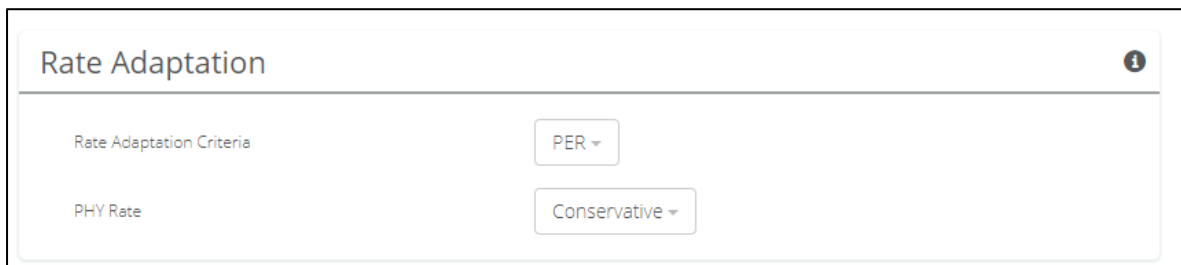 Rate Adaptation
Rate Adaptation Criteria PER
PHY Rate Conservative